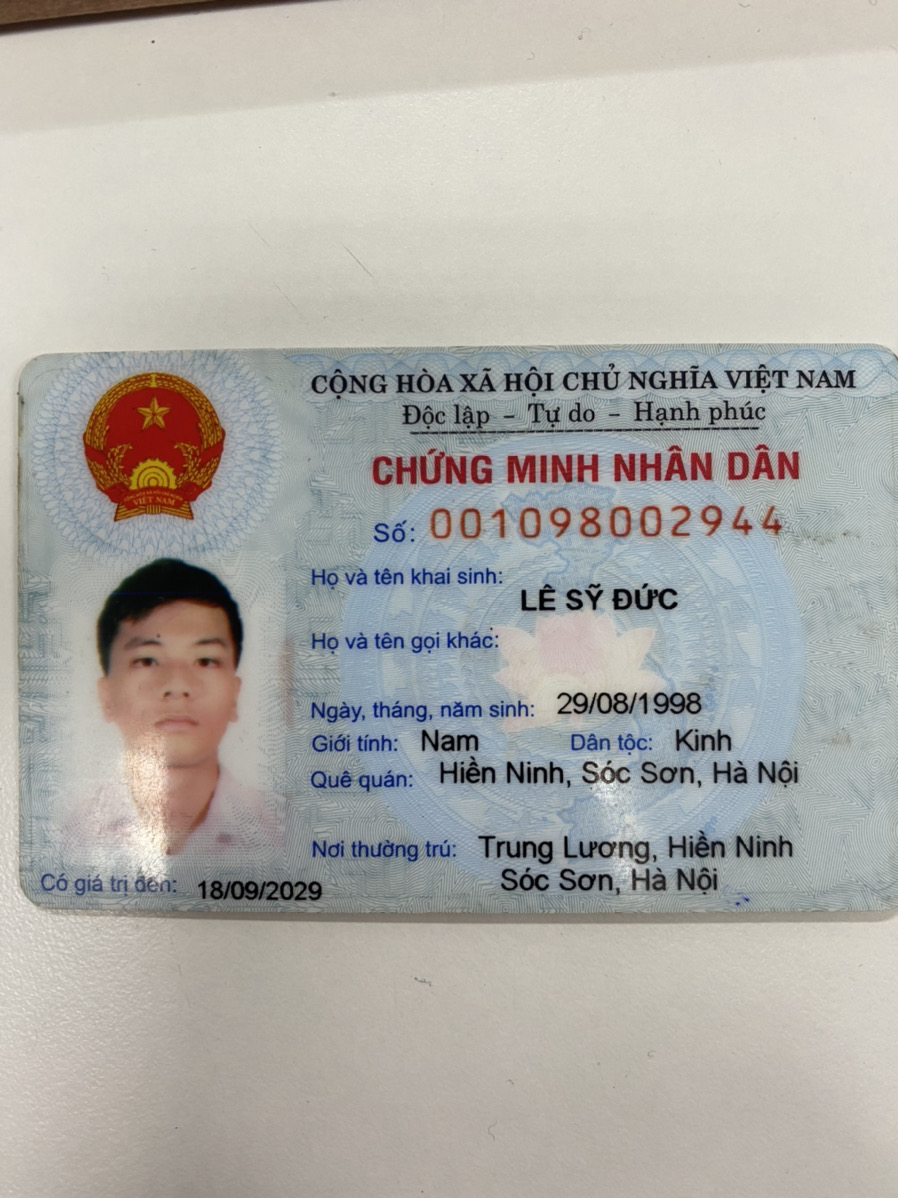 CỘNG HÒA XÃ HỘI CHỦ NGHĨA VIỆT NAM
Độc lập – Tự do – Hạnh phúc
CHỨNG MINH NHÂN DÂN
Số: 001098002944
Họ và tên khai sinh:
LÊ SỸ ĐỨC
Họ và tên gọi khác:
Ngày, tháng, năm sinh: 29/08/1998
Giới tính: Nam Dân tộc: Kinh
Quê quán: Hiền Ninh, Sóc Sơn, Hà Nội
Nơi thường trú: Trung Lương, Hiền Ninh
Sóc Sơn, Hà Nội
Có giá trị đến: 18/09/2029
VIỆT NAM